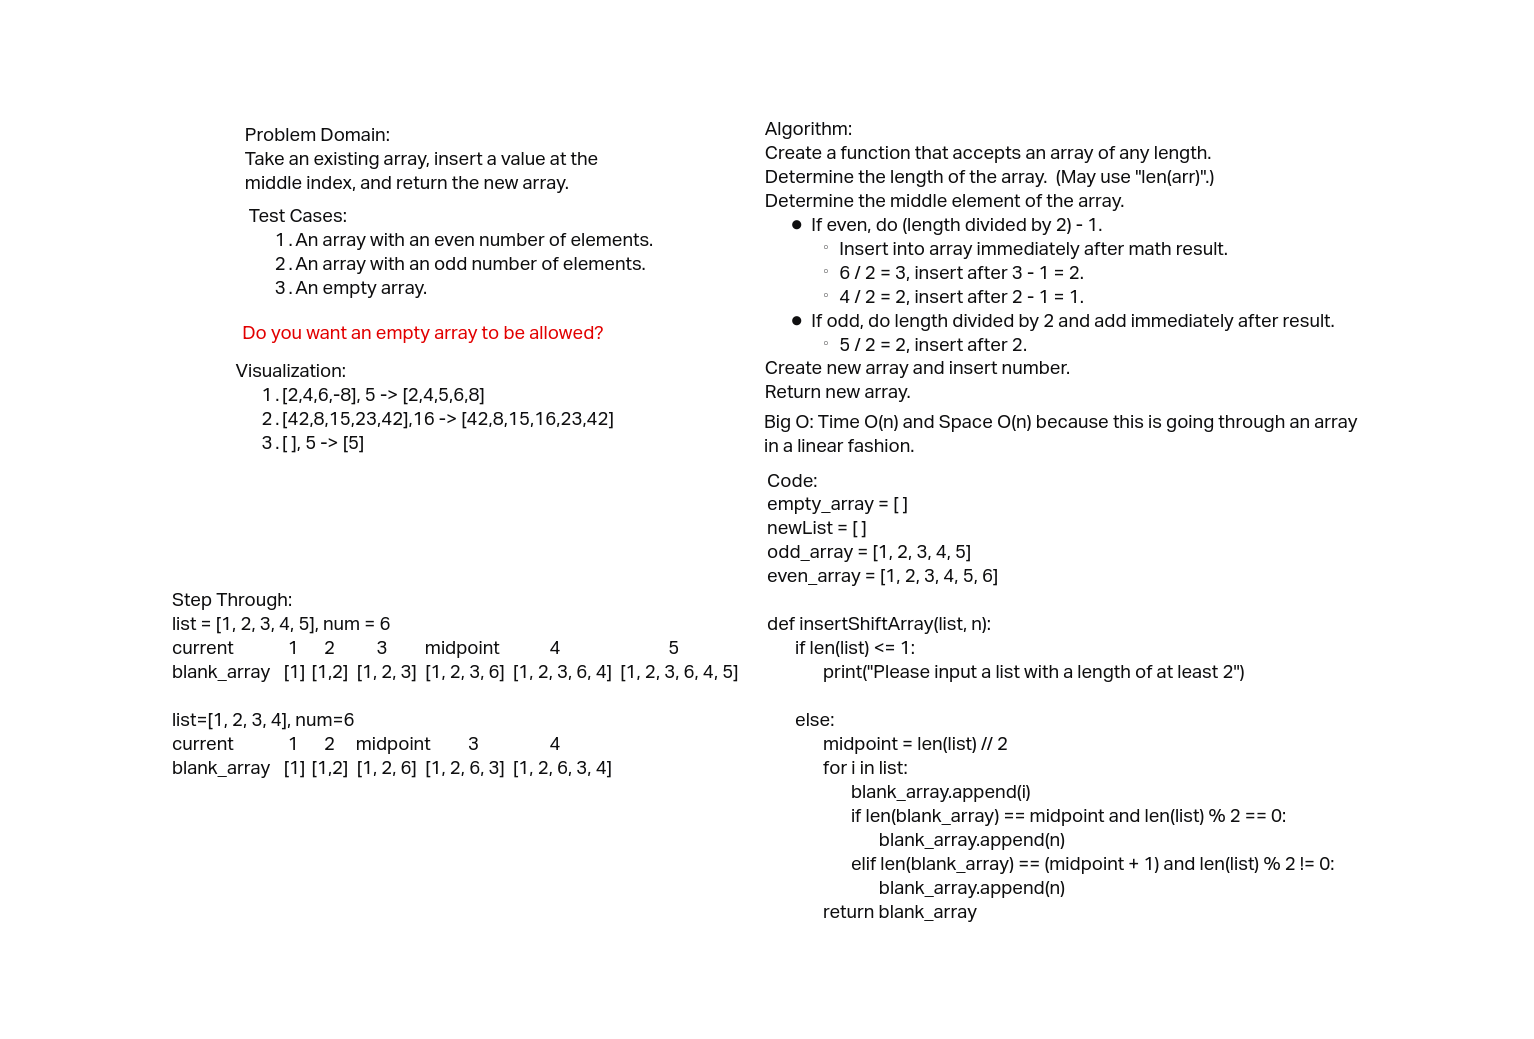 Problem Domain:
Take an existing array, insert a value at the
middle index, and return the new array.
Test Cases:
1. An array with an even number of elements.
2. An array with an odd number of elements.
3. An empty array.
Do you want an empty array to be allowed?
Visualization:
1. [2,4,6,-8], 5 -> [2,4,5,6,8]
2. [42,8,15,23,42],16 -> [42,8,15,16,23,42]
3. [ ], 5 -> [5]
Step Through:
list = [1, 2, 3, 4, 5], num = 6
current 1 2 3 midpoint 4 5
blank_array [1] [1,2] [1, 2, 3] [1, 2, 3, 6] [1, 2, 3, 6, 4] [1, 2, 3, 6, 4, 5]
list=[1, 2, 3, 4], num=6
current 1 2 midpoint 3 4
blank_array [1] [1,2] [1, 2, 6] [1, 2, 6, 3] [1, 2, 6, 3, 4]
Algorithm:
Create a function that accepts an array of any length.
Determine the length of the array. (May use "len(arr)".)
Determine the middle element of the array.
● If even, do (length divided by 2) - 1.
◦ Insert into array immediately after math result.
◦ 6 / 2 = 3, insert after 3 - 1 = 2.
◦ 4 / 2 = 2, insert after 2 - 1 = 1.
● If odd, do length divided by 2 and add immediately after result.
◦ 5 / 2 = 2, insert after 2.
Create new array and insert number.
Return new array.
Big O: Time O(n) and Space O(n) because this is going through an array
in a linear fashion.
Code:
empty_array = [ ]
newList = [ ]
odd_array = [1, 2, 3, 4, 5]
even_array = [1, 2, 3, 4, 5, 6]
def insertShiftArray(list, n):
if len(list) <= 1:
print("Please input a list with a length of at least 2")
else:
midpoint = len(list) // 2
for i in list:
blank_array.append(i)
if len(blank_array) == midpoint and len(list) % 2 == 0:
blank_array.append(n)
elif len(blank_array) == (midpoint + 1) and len(list) % 2 != 0:
blank_array.append(n)
return blank_array